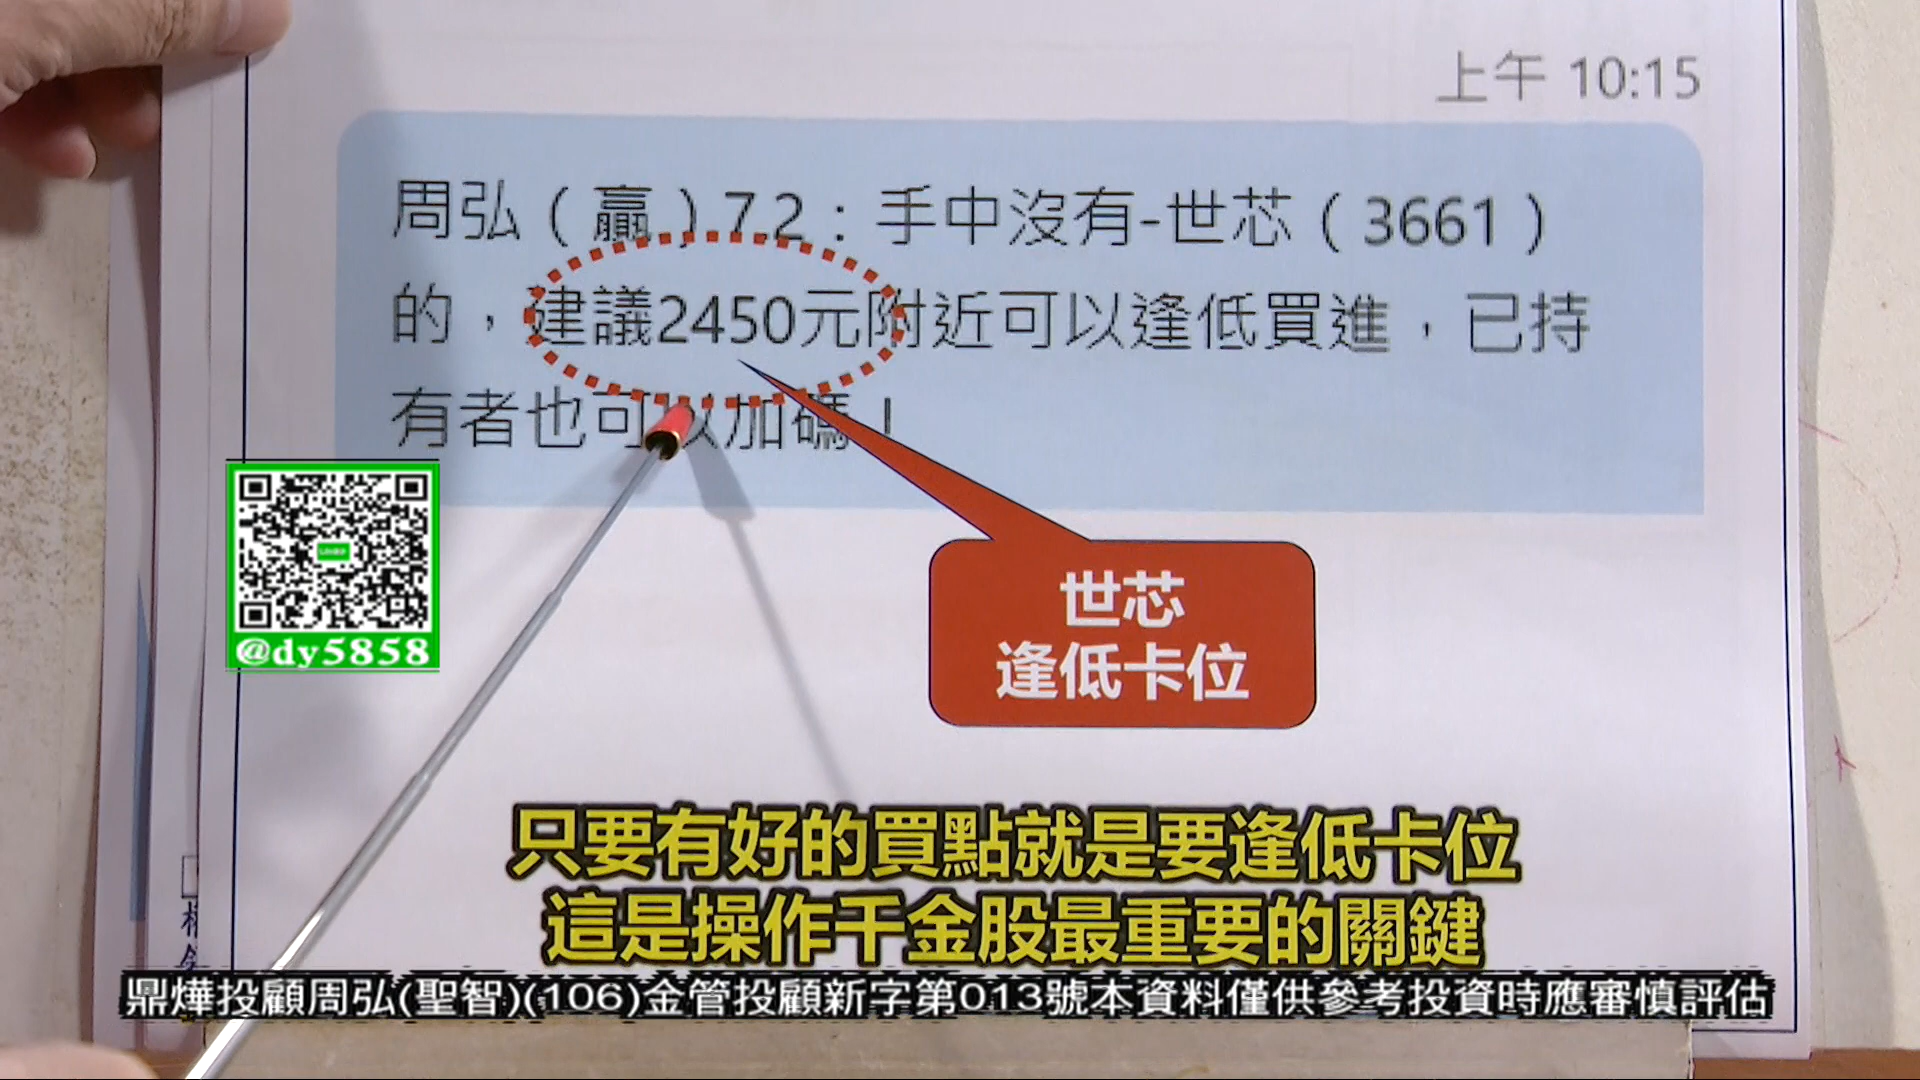 上午 10:15
周弘（贏）7.2：手中沒有-世芯（3661）
的，建議2450元附近可以逢低買進，已持
有者也可以加碼！
@dy5858
世芯
逢低卡位
只要有好的買點就是要逢低卡位
這是操作千金股最重要的關鍵
鼎燁投顧周弘(聖智)(106)金管投顧新字第013號本資料僅供參考投資時應審慎評估